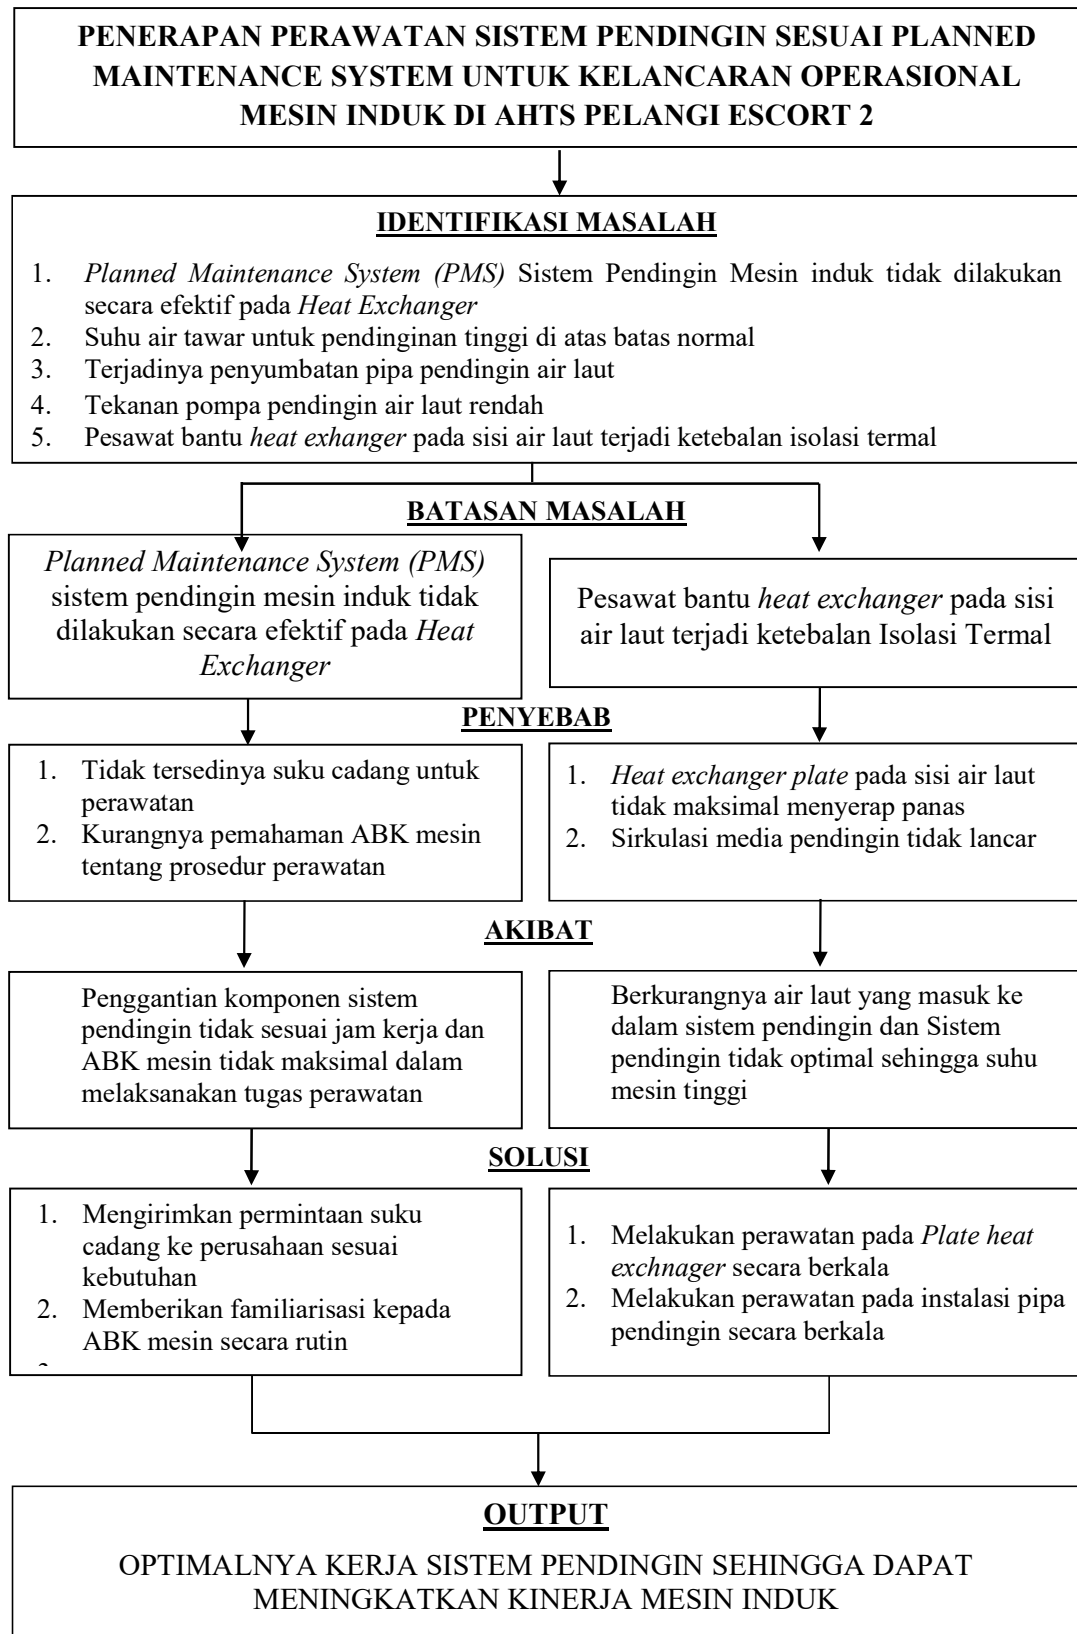 PENERAPAN PERAWATAN SISTEM PENDINGIN SESUAI PLANNED
MAINTENANCE SYSTEM UNTUK KELANCARAN OPERASIONAL
MESIN INDUK DI AHTS PELANGI ESCORT 2
IDENTIFIKASI MASALAH
1. Planned Maintenance System (PMS) Sistem Pendingin Mesin induk tidak dilakukan
secara efektif pada Heat Exchanger
2. Suhu air tawar untuk pendinginan tinggi di atas batas normal
3. Terjadinya penyumbatan pipa pendingin air laut
4. Tekanan pompa pendingin air laut rendah
5. Pesawat bantu heat exhanger pada sisi air laut terjadi ketebalan isolasi termal
BATASAN MASALAH
Planned Maintenance System (PMS)
sistem pendingin mesin induk tidak
dilakukan secara efektif pada Heat
Exchanger
Pesawat bantu heat exchanger pada sisi
air laut terjadi ketebalan Isolasi Termal
PENYEBAB
1. Tidak tersedinya suku cadang untuk
perawatan
2. Kurangnya pemahaman ABK mesin
tentang prosedur perawatan
1. Heat exchanger plate pada sisi air laut
tidak maksimal menyerap panas
2. Sirkulasi media pendingin tidak lancar
AKIBAT
Penggantian komponen sistem
pendingin tidak sesuai jam kerja dan
ABK mesin tidak maksimal dalam
melaksanakan tugas perawatan
Berkurangnya air laut yang masuk ke
dalam sistem pendingin dan Sistem
pendingin tidak optimal sehingga suhu
mesin tinggi
SOLUSI
1. Mengirimkan permintaan suku
cadang ke perusahaan sesuai
kebutuhan
2. Memberikan familiarisasi kepada
ABK mesin secara rutin
1. Melakukan perawatan pada Plate heat
exchnager secara berkala
2. Melakukan perawatan pada instalasi pipa
pendingin secara berkala
OUTPUT
OPTIMALNYA KERJA SISTEM PENDINGIN SEHINGGA DAPAT
MENINGKATKAN KINERJA MESIN INDUK